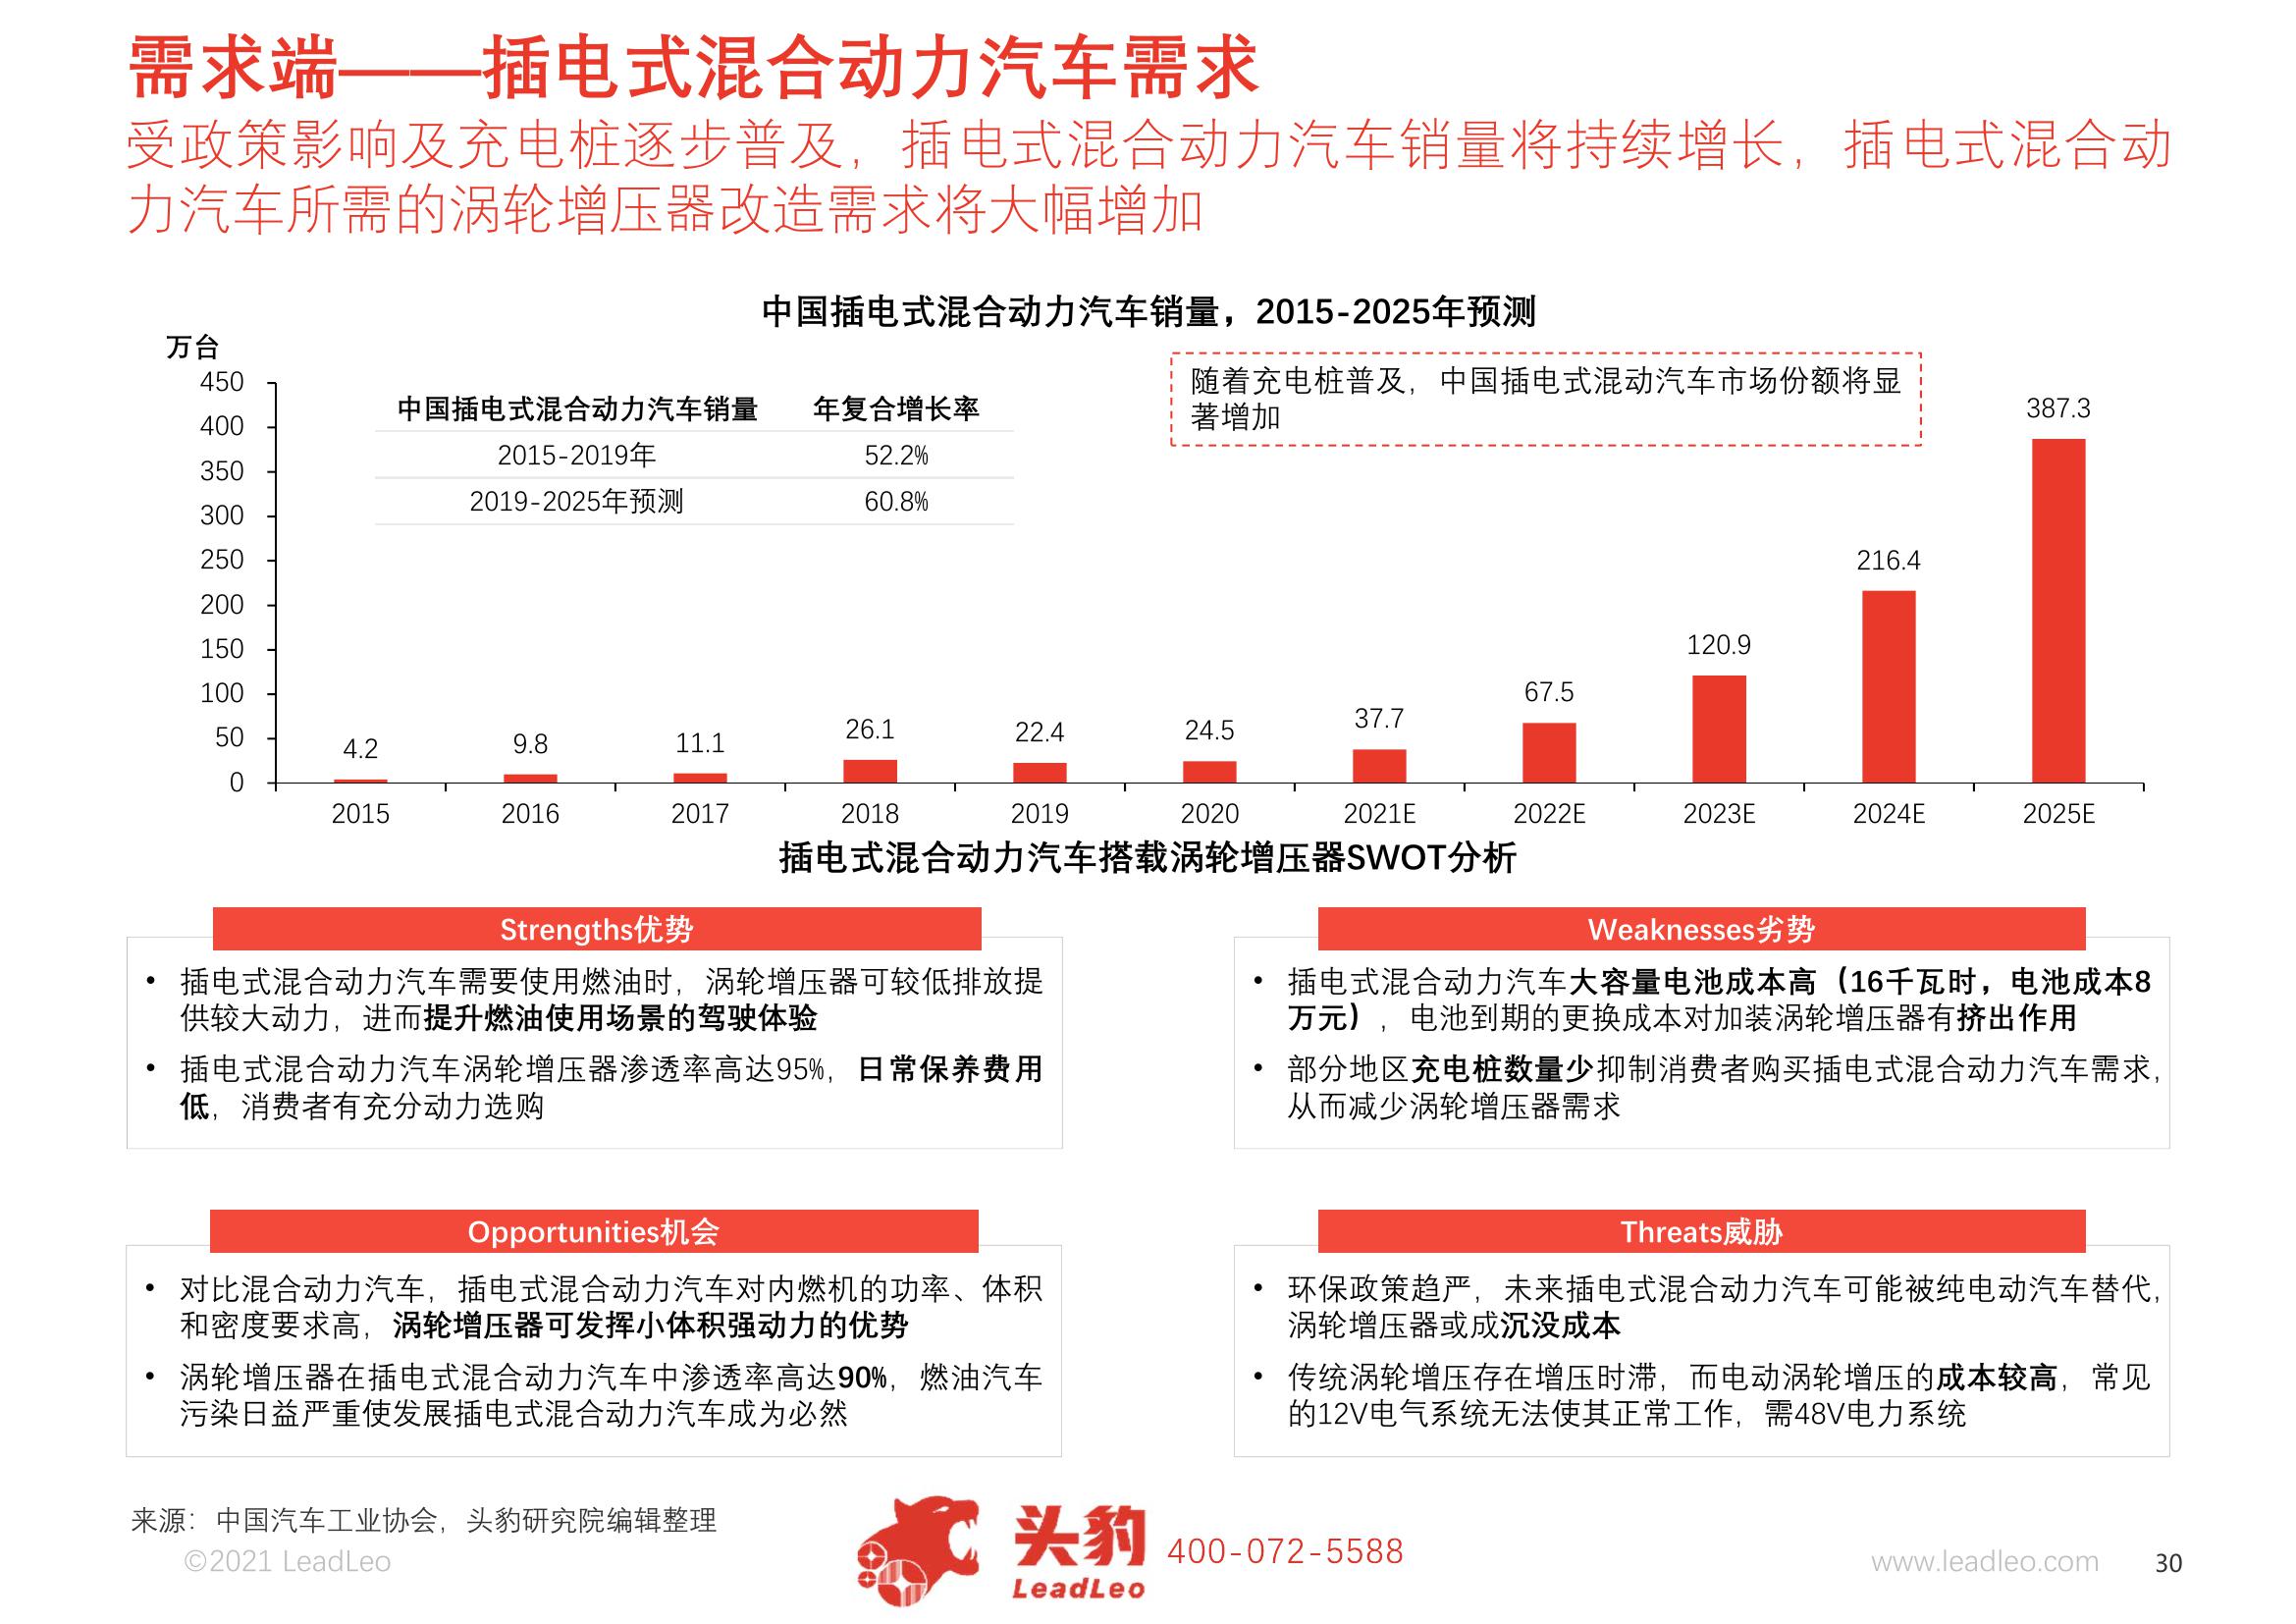 需求端——插电式混合动力汽车需求
受政策影响及充电桩逐步普及，插电式混合动力汽车销量将持续增长，插电式混合动
力汽车所需的涡轮增压器改造需求将大幅增加
中国插电式混合动力汽车销量，2015-2025年预测
万台
450
400
350
300
250
200
150
100
50
0
中国插电式混合动力汽车销量 年复合增长率
2015-2019年 52.2%
2019-2025年预测 60.8%
随着充电桩普及，中国插电式混动汽车市场份额将显
著增加
4.2 9.8 11.1 26.1 22.4 24.5 37.7 67.5 120.9 216.4 387.3
2015 2016 2017 2018 2019 2020 2021E 2022E 2023E 2024E 2025E
插电式混合动力汽车搭载涡轮增压器SWOT分析
Strengths优势
• 插电式混合动力汽车需要使用燃油时，涡轮增压器可较低排放提
供较大动力，进而提升燃油使用场景的驾驶体验
• 插电式混合动力汽车涡轮增压器渗透率高达95%，日常保养费用
低，消费者有充分动力选购
Weaknesses劣势
• 插电式混合动力汽车大容量电池成本高（16千瓦时，电池成本8
万元），电池到期的更换成本对加装涡轮增压器有挤出作用
• 部分地区充电桩数量少抑制消费者购买插电式混合动力汽车需求，
从而减少涡轮增压器需求
Opportunities机会
• 对比混合动力汽车，插电式混合动力汽车对内燃机的功率、体积
和密度要求高，涡轮增压器可发挥小体积强动力的优势
• 涡轮增压器在插电式混合动力汽车中渗透率高达90%，燃油汽车
污染日益严重使发展插电式混合动力汽车成为必然
Threats威胁
• 环保政策趋严，未来插电式混合动力汽车可能被纯电动汽车替代，
涡轮增压器或成沉没成本
• 传统涡轮增压存在增压时滞，而电动涡轮增压的成本较高，常见
的12V电气系统无法使其正常工作，需48V电力系统
来源：中国汽车工业协会，头豹研究院编辑整理
©2021 LeadLeo
头豹
LeadLeo
400-072-5588
www.leadleo.com
30